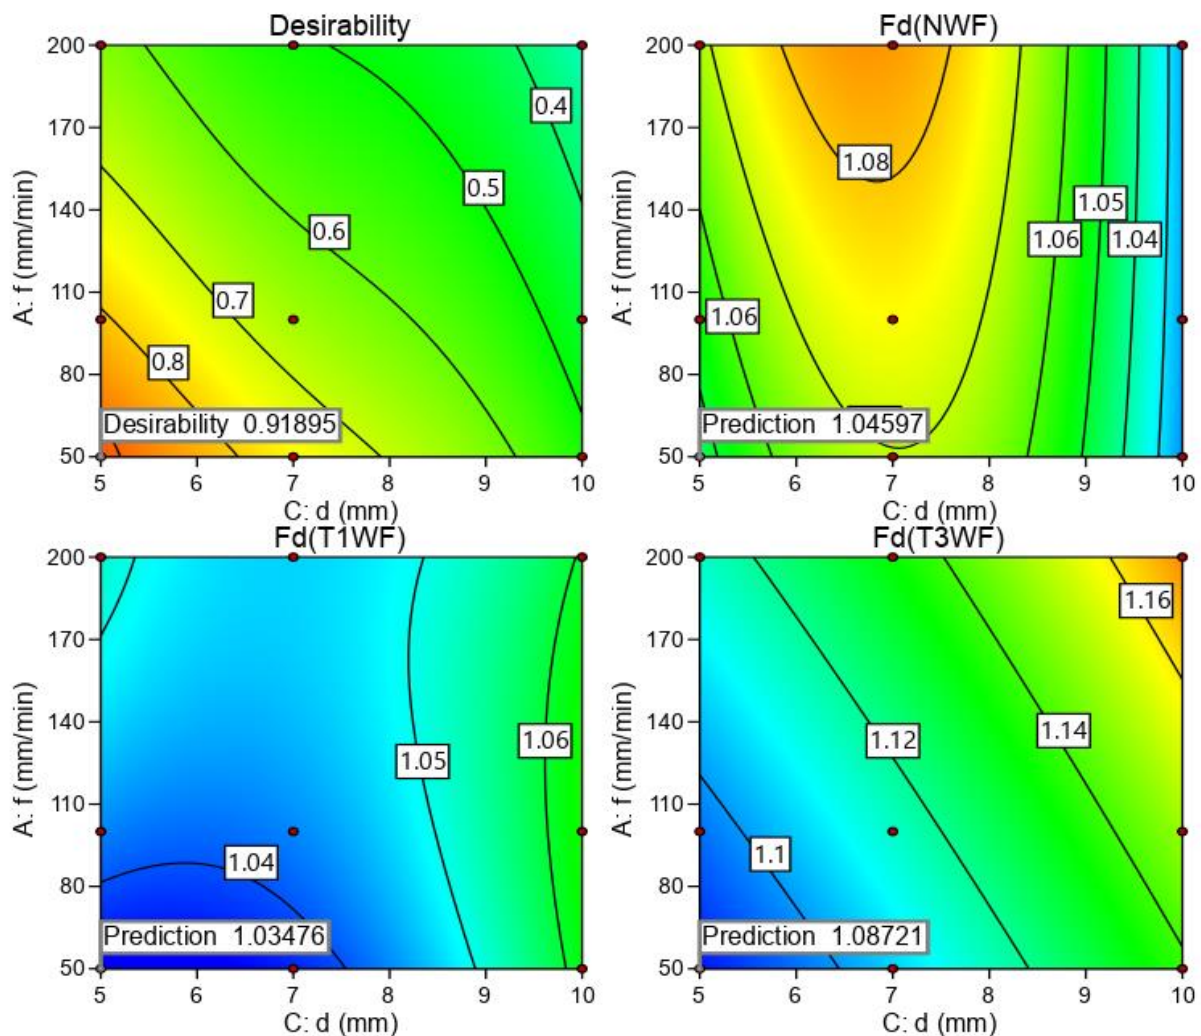 Desirability
200
170
140
110
80
50
A: f (mm/min)
0.4
0.5
0.6
0.7
0.8
Desirability 0.91895
5 6 7 8 9 10
C: d (mm)
Fd(NWF)
200
170
140
110
80
50
A: f (mm/min)
1.08
1.05
1.06
1.04
1.06
Prediction 1.04597
5 6 7 8 9 10
C: d (mm)
Fd(T1WF)
200
170
140
110
80
50
A: f (mm/min)
1.06
1.05
1.04
Prediction 1.03476
5 6 7 8 9 10
C: d (mm)
Fd(T3WF)
200
170
140
110
80
50
A: f (mm/min)
1.16
1.14
1.12
1.1
Prediction 1.08721
5 6 7 8 9 10
C: d (mm)